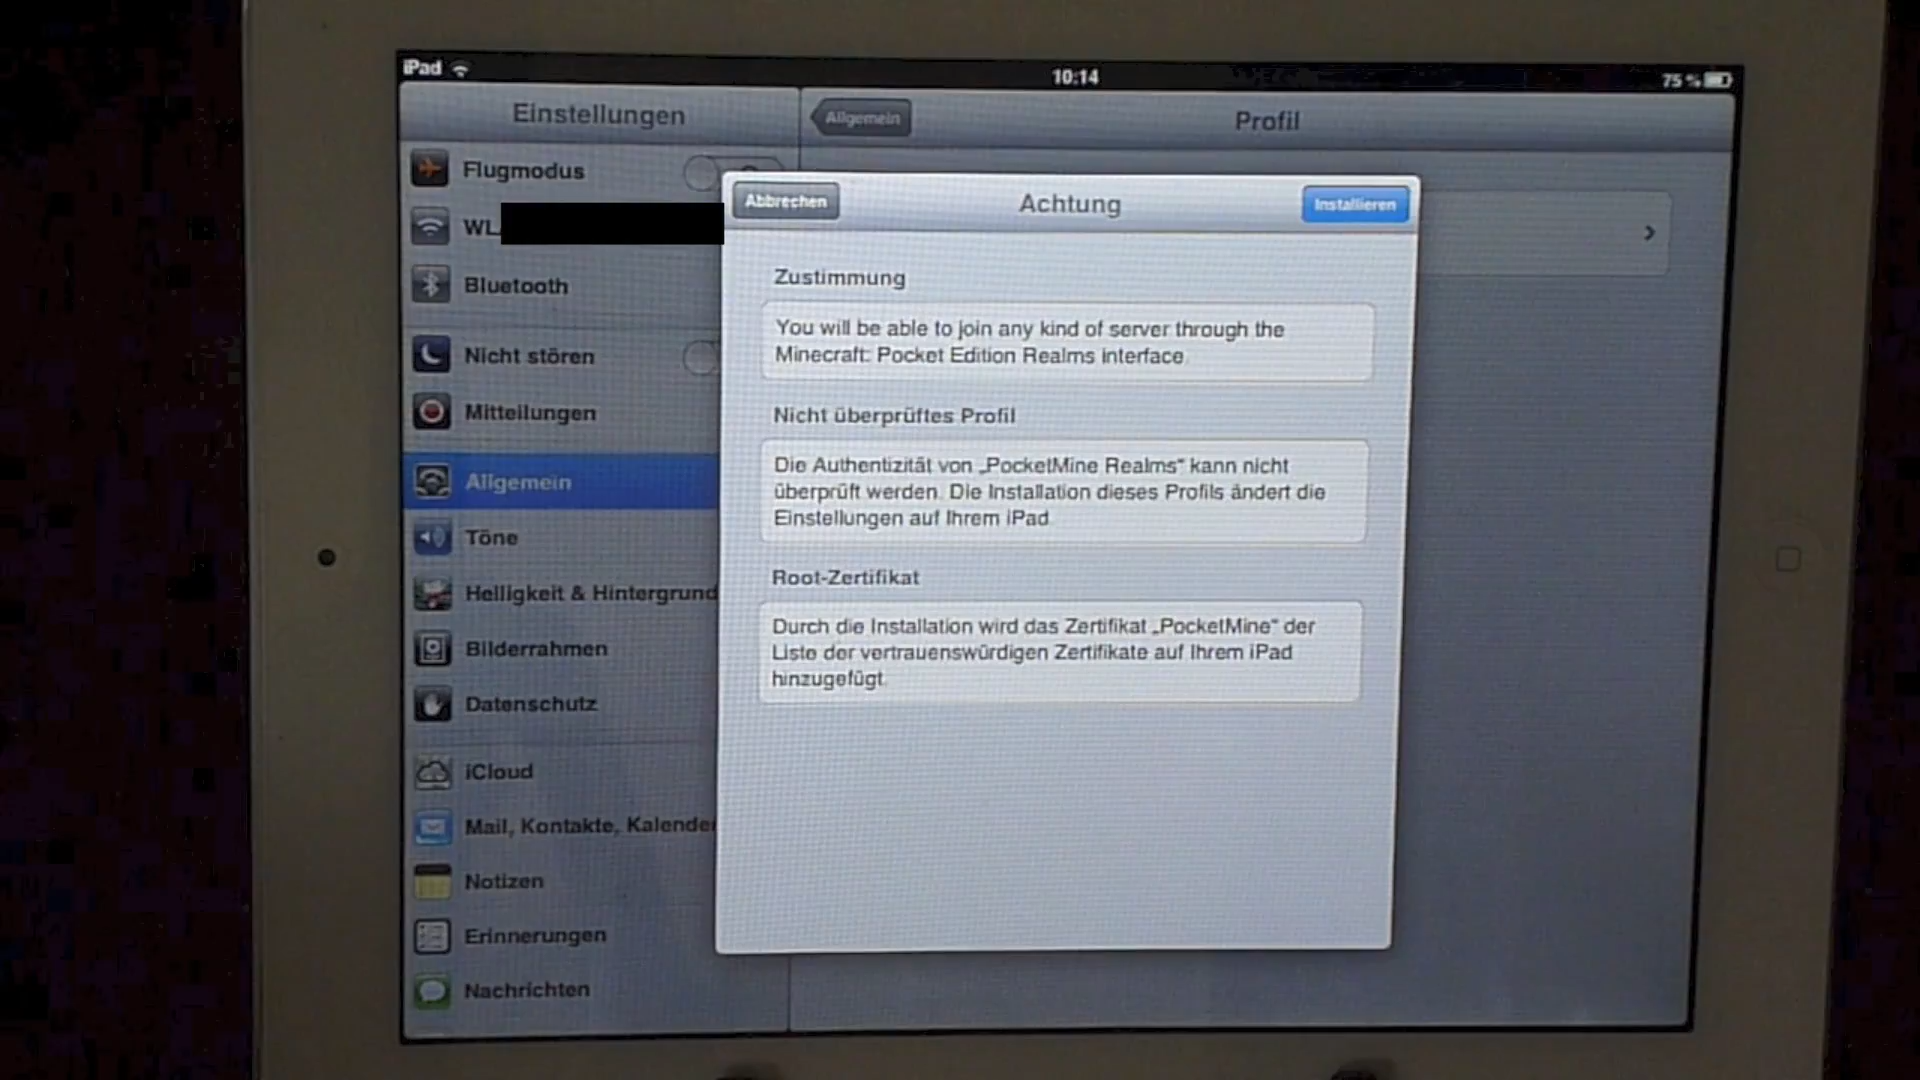 iPad
10:14
75 %
Einstellungen
Allgemein
Profil
Flugmodus
WL
Bluetooth
Nicht stören
Mitteilungen
Allgemein
Töne
Helligkeit & Hintergrund
Bilderrahmen
Datenschutz
iCloud
Mail, Kontakte, Kalender
Notizen
Erinnerungen
Nachrichten
Abbrechen
Achtung
Installieren
Zustimmung
You will be able to join any kind of server through the
Minecraft: Pocket Edition Realms interface
Nicht überprüftes Profil
Die Authentizität von „PocketMine Realms“ kann nicht
überprüft werden. Die Installation dieses Profils ändert die
Einstellungen auf Ihrem iPad.
Root-Zertifikat
Durch die Installation wird das Zertifikat „PocketMine“ der
Liste der vertrauenswürdigen Zertifikate auf Ihrem iPad
hinzugefügt.